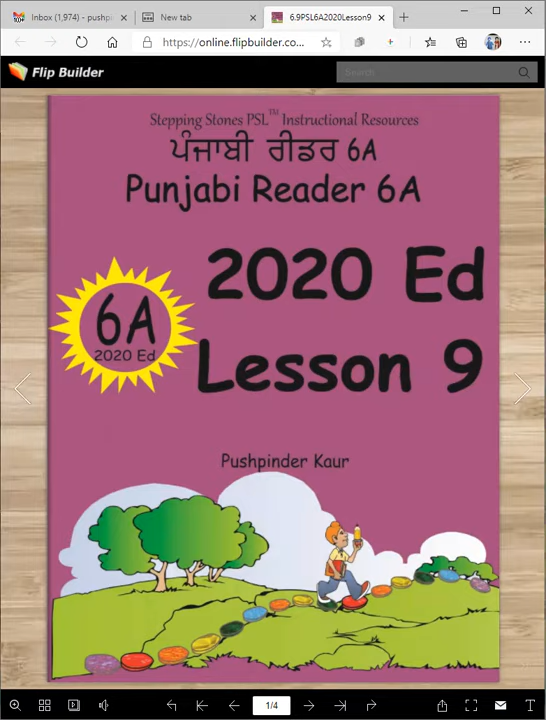 Inbox (1,974) - pushpi
New tab
6.9PSL6A2020Lesson9
https://online.flipbuilder.co...
Flip Builder
Search
Stepping Stones PSL™ Instructional Resources
ਪੰਜਾਬੀ ਰੀਡਰ 6A
Punjabi Reader 6A
2020 Ed
6A
2020 Ed
Lesson 9
Pushpinder Kaur
1/4